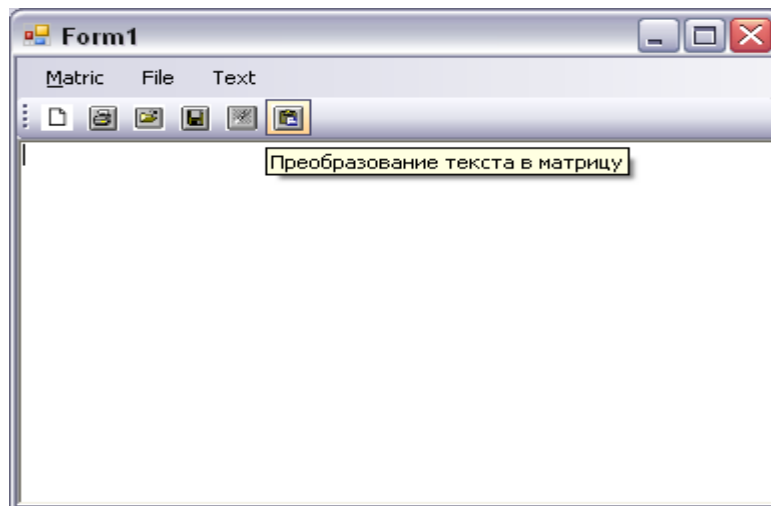 Form1
Matric File Text
Преобразование текста в матрицу